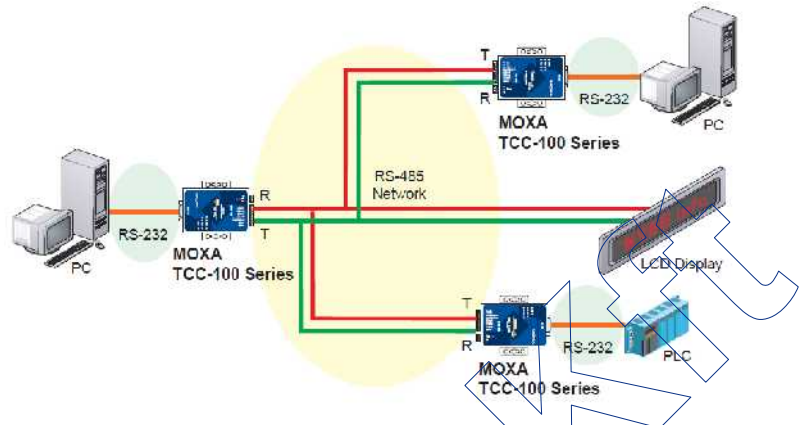 T
R
RS-232
PC
MOXA
TCC-100 Series
RS-485
Network
R
T
RS-232
PC
MOXA
TCC-100 Series
LCD Display
T
R
RS-232
PLC
MOXA
TCC-100 Series